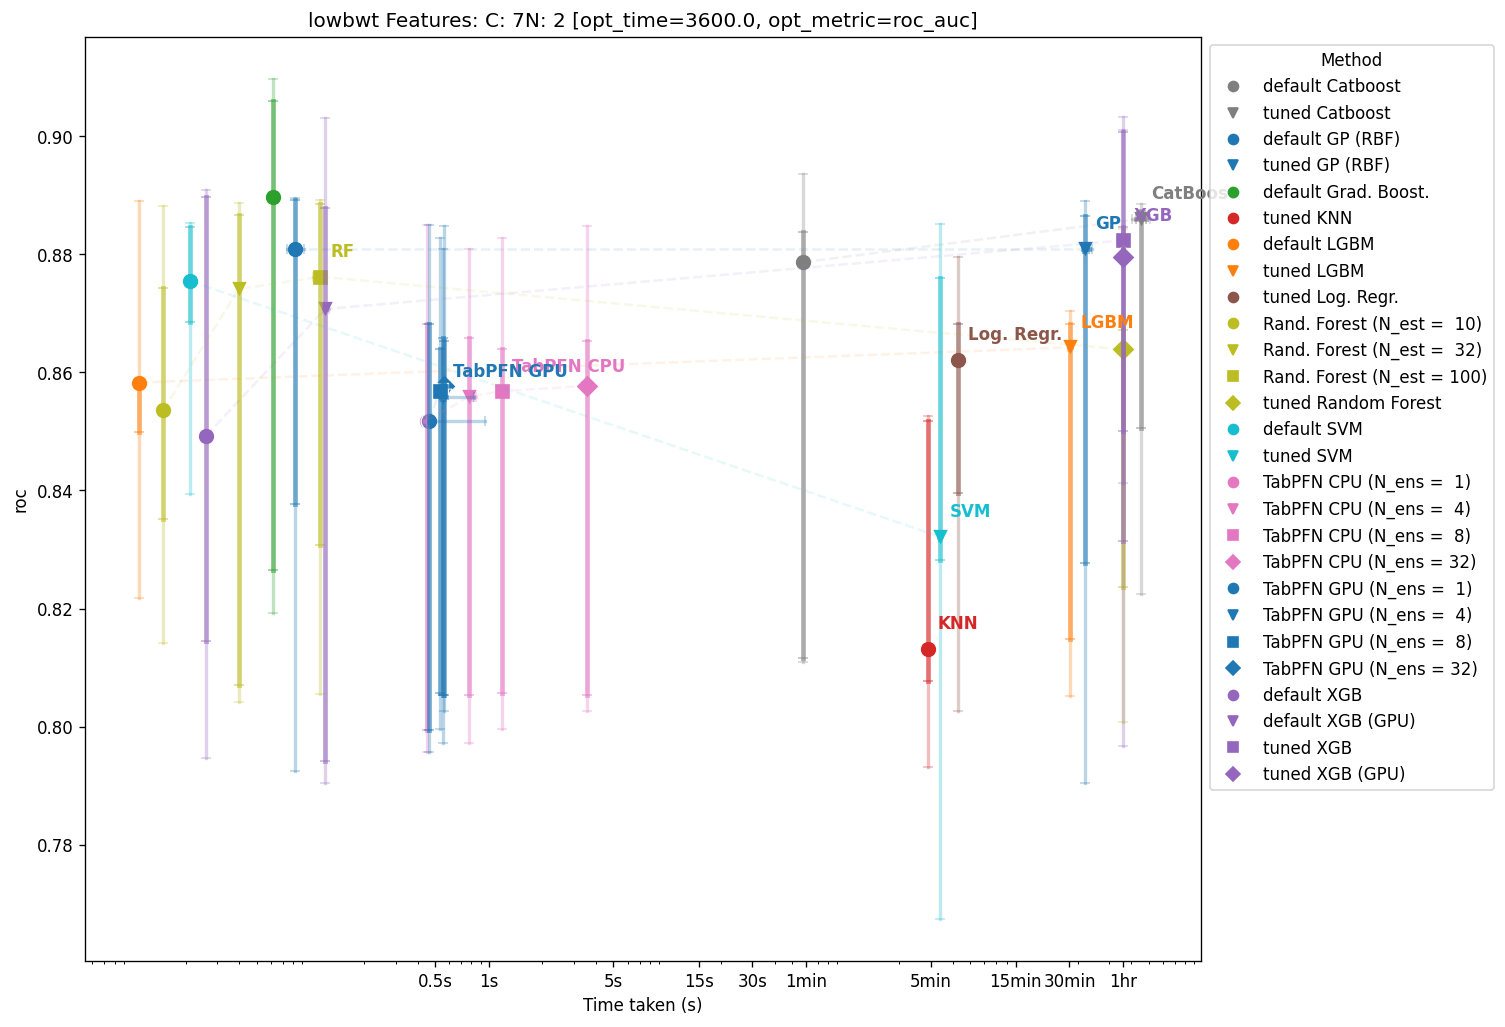 lowbwt Features: C: 7N: 2 [opt_time=3600.0, opt_metric=roc_auc]
roc
0.90
0.88
0.86
0.84
0.82
0.80
0.78
RF
TabPFN GPU
TabPFN CPU
Log. Regr.
SVM
KNN
LGBM
GP
XGB
0.5s 1s 5s 15s 30s 1min 5min 15min 30min 1hr
Time taken (s)
Method
default Catboost
tuned Catboost
default GP (RBF)
tuned GP (RBF)
default Grad. Boost.
tuned KNN
default LGBM
tuned LGBM
tuned Log. Regr.
Rand. Forest (N_est =  10)
Rand. Forest (N_est =  32)
Rand. Forest (N_est = 100)
tuned Random Forest
default SVM
tuned SVM
TabPFN CPU (N_ens =  1)
TabPFN CPU (N_ens =  4)
TabPFN CPU (N_ens =  8)
TabPFN CPU (N_ens = 32)
TabPFN GPU (N_ens =  1)
TabPFN GPU (N_ens =  4)
TabPFN GPU (N_ens =  8)
TabPFN GPU (N_ens = 32)
default XGB
default XGB (GPU)
tuned XGB
tuned XGB (GPU)